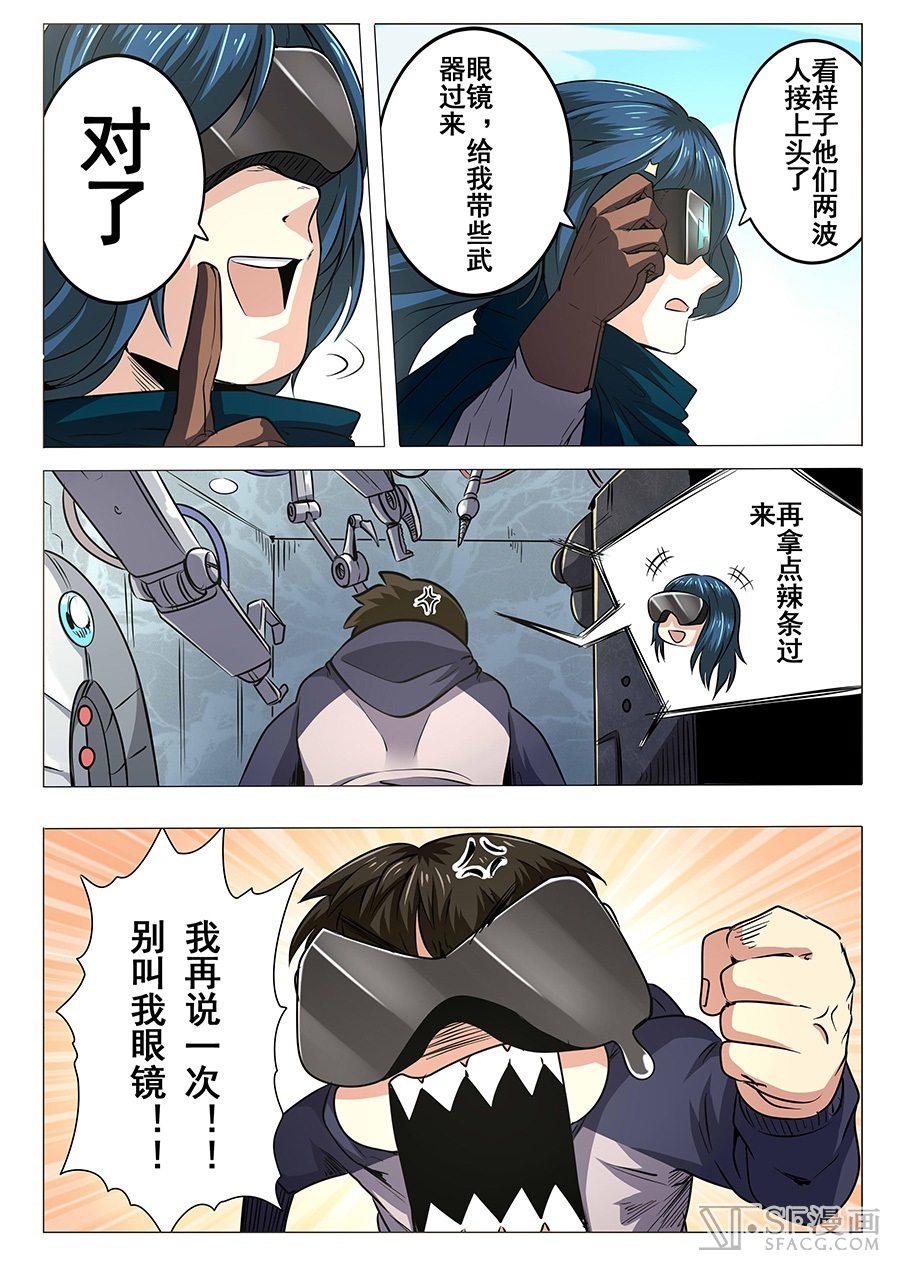 看样子他们两波
人接上头了
眼镜，给我带些武
器过来
对了
再拿点辣条过
来
我再说一次！！
别叫我眼镜！！
SF漫画
SFACG.COM